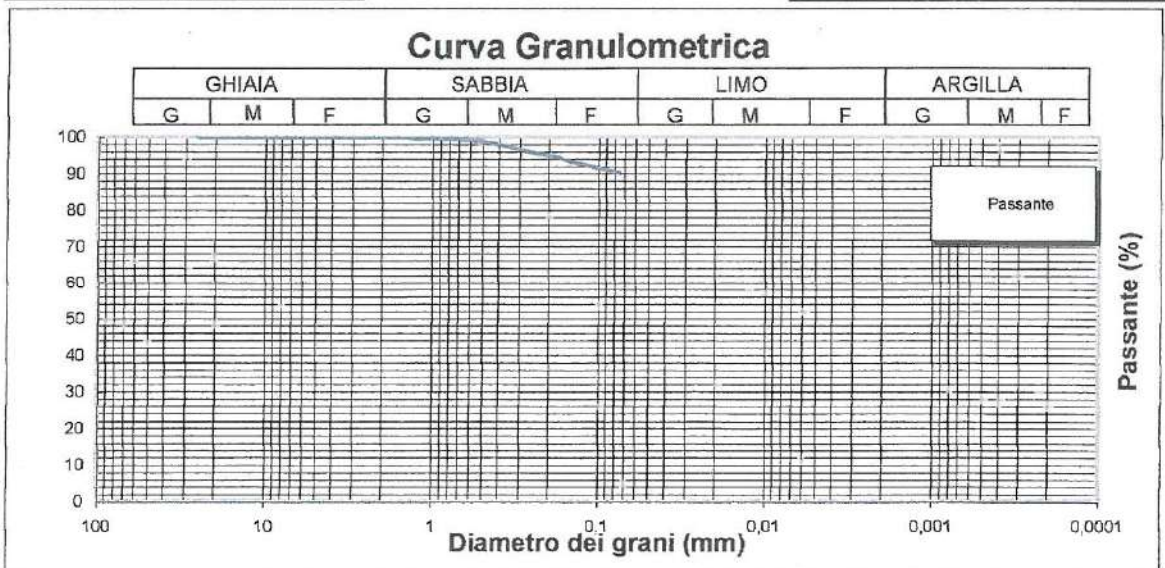 Curva Granulometrica
GHIAIA SABBIA LIMO ARGILLA
G M F G M F G M F G M F
100
90
80
70
60
50
40
30
20
10
0
Passante
Passante (%)
100 10 1 0.1 0,01 0,001 0,0001
Diametro dei grani (mm)